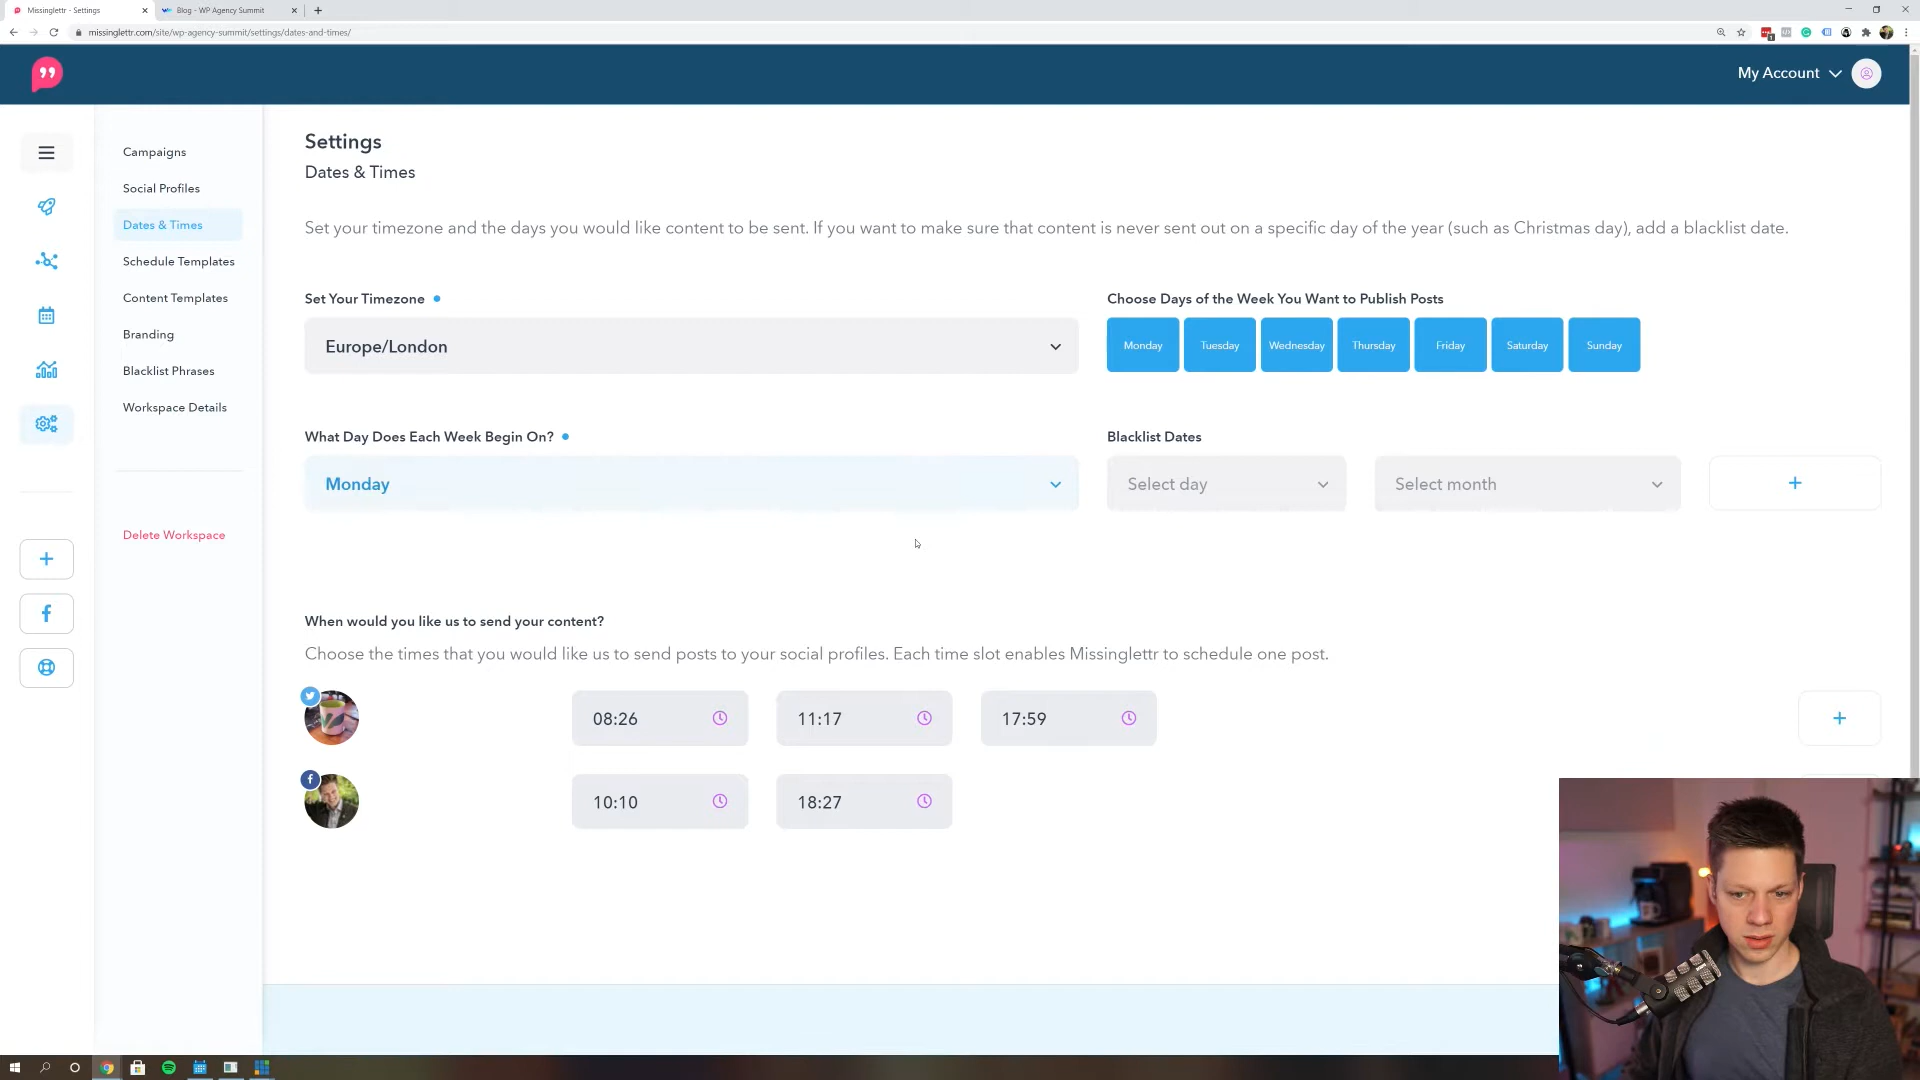 Missinglettr - Settings
Blog - WP Agency Summit
missinglettr.com/site/wp-agency-summit/settings/dates-and-times/
My Account
Campaigns
Social Profiles
Dates & Times
Schedule Templates
Content Templates
Branding
Blacklist Phrases
Workspace Details
Delete Workspace
Settings
Dates & Times
Set your timezone and the days you would like content to be sent. If you want to make sure that content is never sent out on a specific day of the year (such as Christmas day), add a blacklist date.
Set Your Timezone
Europe/London
Choose Days of the Week You Want to Publish Posts
Monday
Tuesday
Wednesday
Thursday
Friday
Saturday
Sunday
What Day Does Each Week Begin On?
Monday
Blacklist Dates
Select day
Select month
When would you like us to send your content?
Choose the times that you would like us to send posts to your social profiles. Each time slot enables Missinglettr to schedule one post.
08:26
11:17
17:59
10:10
18:27